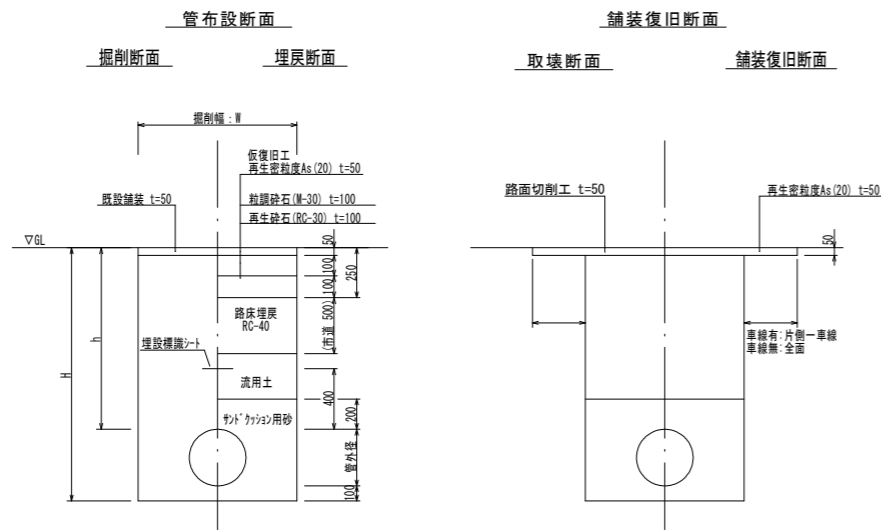 管布設断面
掘削断面
埋戻断面
掘削幅：W
仮復旧工
再生密粒度As(20) t=50
既設舗装 t=50
粒調砕石(M-30) t=100
再生砕石(RC-30) t=100
▽GL
50
100
100
250
路床埋戻
RC-40
(市道 500)
埋設標識シート
流用土
400
サンドクッション用砂
200
管外径
100
H
h
舗装復旧断面
取壊断面
舗装復旧断面
路面切削工 t=50
再生密粒度As(20) t=50
50
車線有：片側一車線
車線無：全面